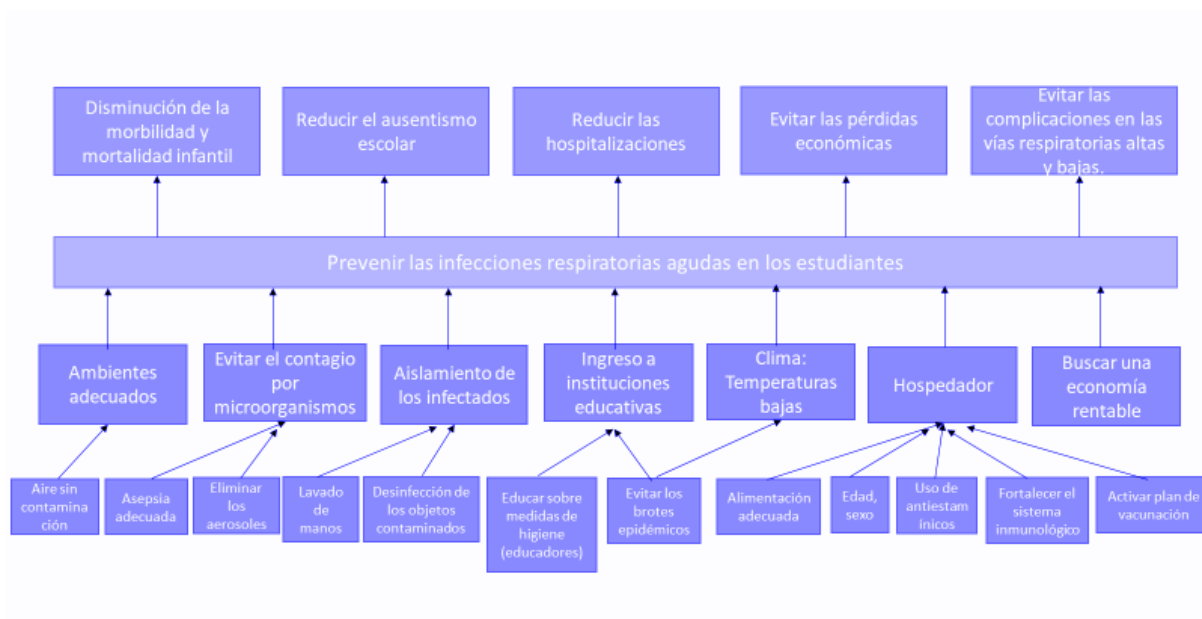 Disminución de la
morbilidad y
mortalidad infantil
Reducir el ausentismo
escolar
Reducir las
hospitalizaciones
Evitar las pérdidas
económicas
Evitar las
complicaciones en las
vías respiratorias altas
y bajas.
Prevenir las infecciones respiratorias agudas en los estudiantes
Ambientes
adecuados
Evitar el contagio
por
microorganismos
Aislamiento de
los infectados
Ingreso a
instituciones
educativas
Clima:
Temperaturas
bajas
Hospedador
Buscar una
economía
rentable
Aire sin
contamina
ción
Asepsia
adecuada
Eliminar
los
aerosoles
Lavado
de
manos
Desinfección de
los objetos
contaminados
Educar sobre
medidas de
higiene
(educadores)
Evitar los
brotes
epidémicos
Alimentación
adecuada
Edad,
sexo
Uso de
antiestam
ínicos
Fortalecer el
sistema
inmunológico
Activar plan de
vacunación